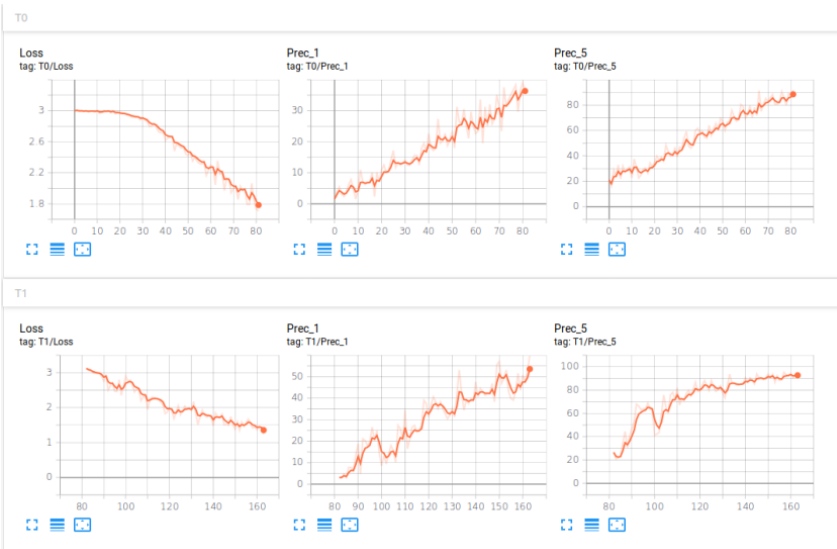 T0
Loss Prec_1 Prec_5
tag: T0/Loss tag: T0/Prec_1 tag: T0/Prec_5
3 30 80
2.6 20 60
2.2 10 40
1.8 0 20
0
0 10 20 30 40 50 60 70 80 0 10 20 30 40 50 60 70 80 0 10 20 30 40 50 60 70 80
T1
Loss Prec_1 Prec_5
tag: T1/Loss tag: T1/Prec_1 tag: T1/Prec_5
3 50 100
2 40 80
1 30 60
0 20 40
10 20
0 0
80 100 120 140 160 80 90 100 110 120 130 140 150 160 80 100 120 140 160